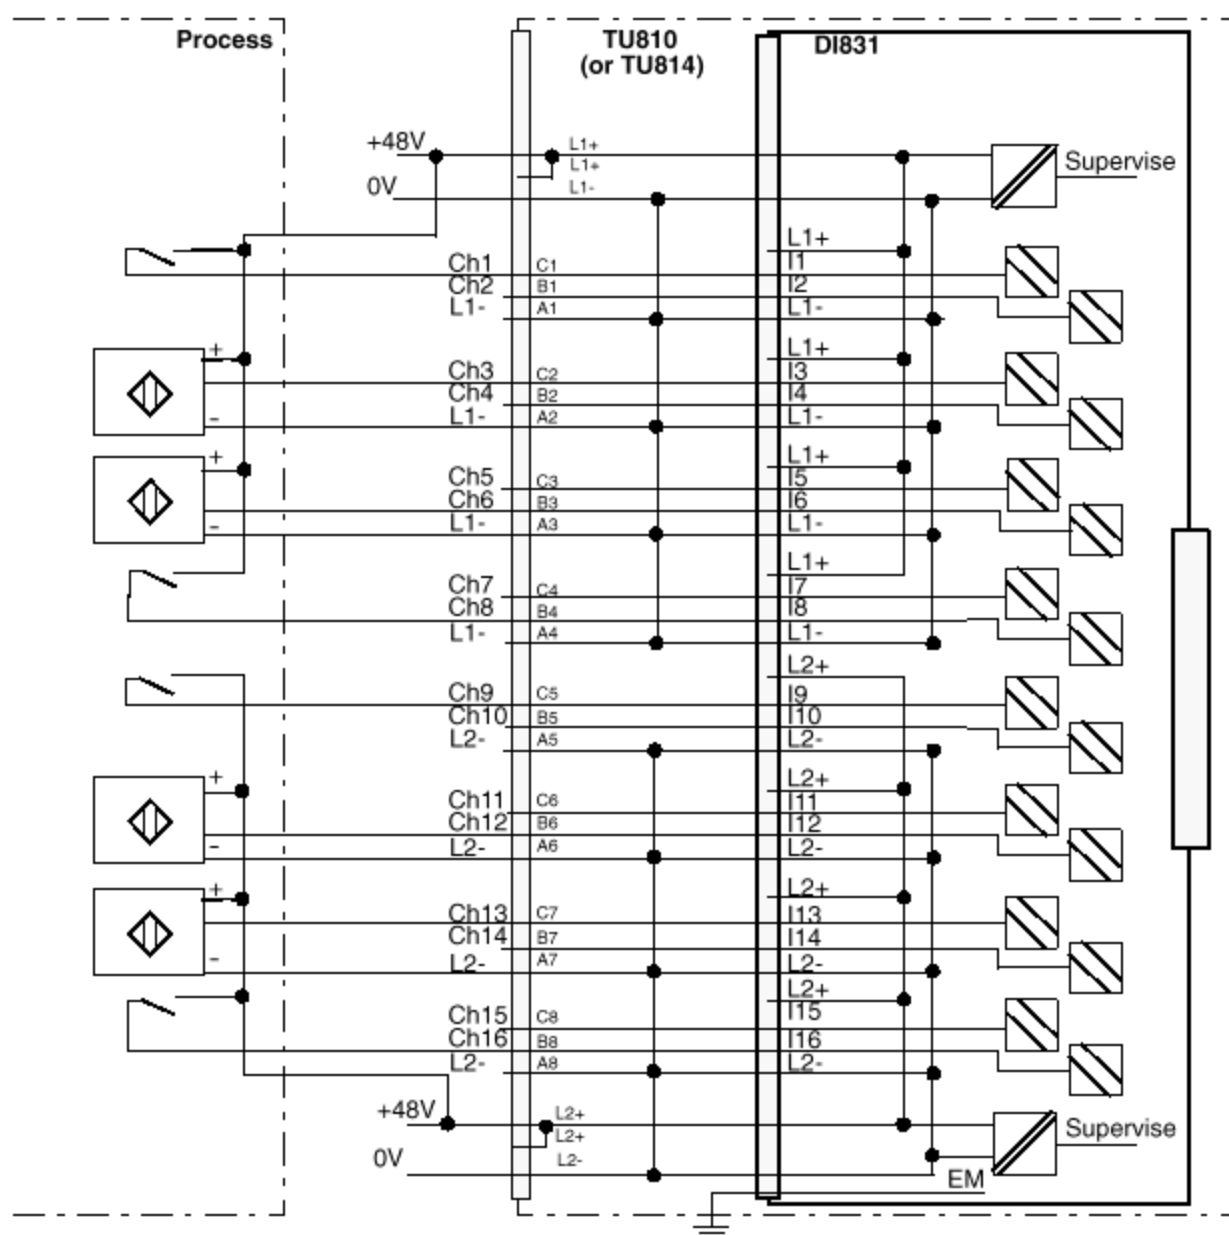 Process
TU810
(or TU814)
DI831
+48V
L1+
L1+
0V
L1-
Supervise
L1+
Ch1 C1 I1
Ch2 B1 I2
L1- A1 L1-
+
L1+
Ch3 C2 I3
Ch4 B2 I4
- L1- A2 L1-
+
L1+
Ch5 C3 I5
Ch6 B3 I6
- L1- A3 L1-
L1+
Ch7 C4 I7
Ch8 B4 I8
L1- A4 L1-
L2+
Ch9 C5 I9
Ch10 B5 I10
L2- A5 L2-
+
L2+
Ch11 C6 I11
Ch12 B6 I12
- L2- A6 L2-
+
L2+
Ch13 C7 I13
Ch14 B7 I14
- L2- A7 L2-
L2+
Ch15 C8 I15
Ch16 B8 I16
L2- A8 L2-
+48V
L2+
L2+
0V
L2-
Supervise
EM